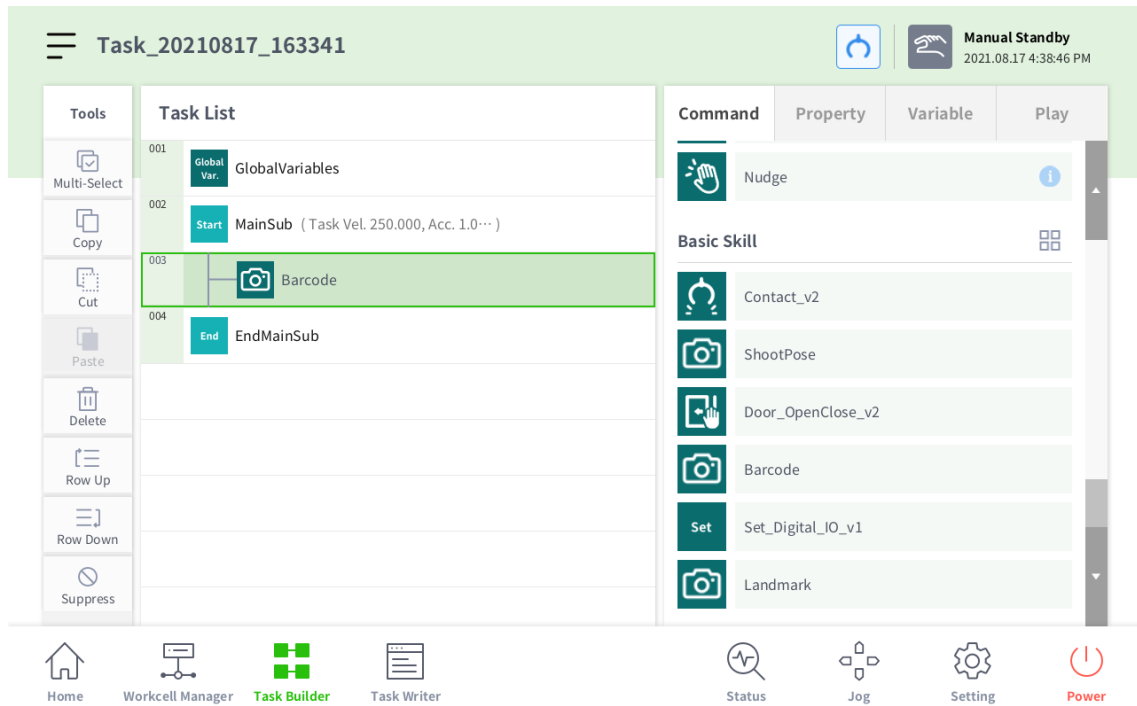 Task_20210817_163341
Manual Standby
2021.08.17 4:38:46 PM
Tools
Multi-Select
Copy
Cut
Paste
Delete
Row Up
Row Down
Suppress
Task List
001
Global
Var.
GlobalVariables
002
Start
MainSub ( Task Vel. 250.000, Acc. 1.0··· )
003
Barcode
004
End
EndMainSub
Command
Property
Variable
Play
Nudge
i
Basic Skill
Contact_v2
ShootPose
Door_OpenClose_v2
Barcode
Set
Set_Digital_IO_v1
Landmark
Home
Workcell Manager
Task Builder
Task Writer
Status
Jog
Setting
Power